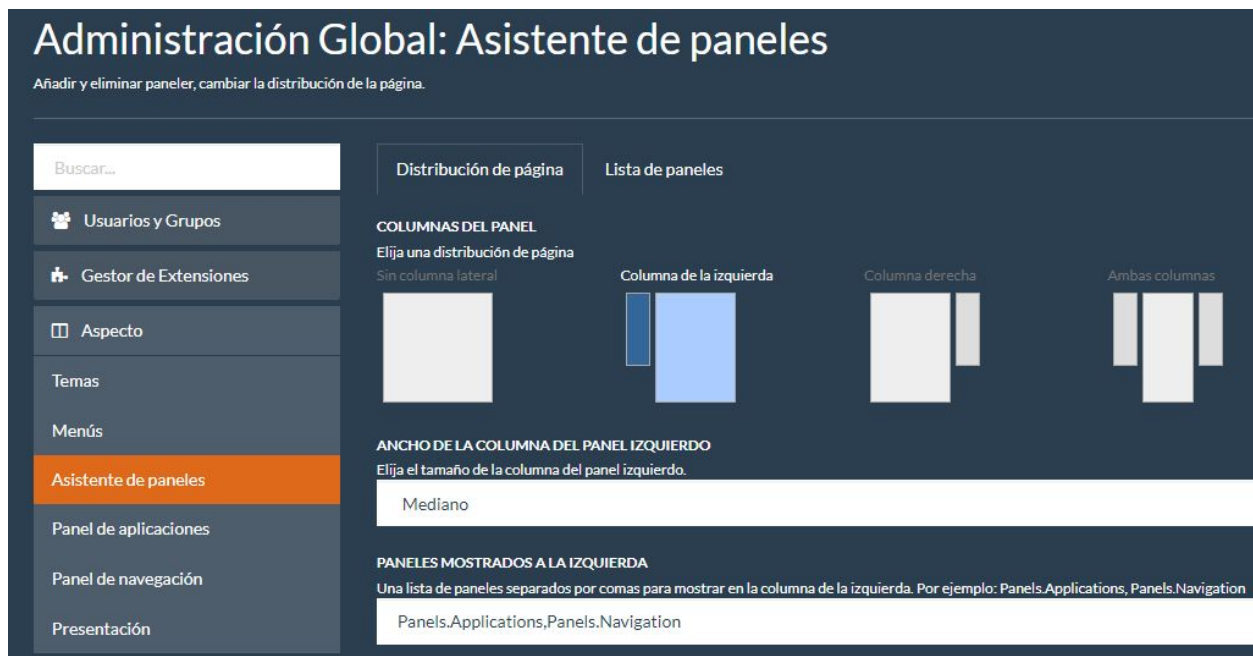 Administración Global: Asistente de paneles
Añadir y eliminar paneler, cambiar la distribución de la página.
Buscar...
Usuarios y Grupos
Gestor de Extensiones
Aspecto
Temas
Menús
Asistente de paneles
Panel de aplicaciones
Panel de navegación
Presentación
Distribución de página
Lista de paneles
COLUMNAS DEL PANEL
Elija una distribución de página
Sin columna lateral
Columna de la izquierda
Columna derecha
Ambas columnas
ANCHO DE LA COLUMNA DEL PANEL IZQUIERDO
Elija el tamaño de la columna del panel izquierdo.
Mediano
PANELES MOSTRADOS A LA IZQUIERDA
Una lista de paneles separados por comas para mostrar en la columna de la izquierda. Por ejemplo: Panels.Applications, Panels.Navigation
Panels.Applications,Panels.Navigation